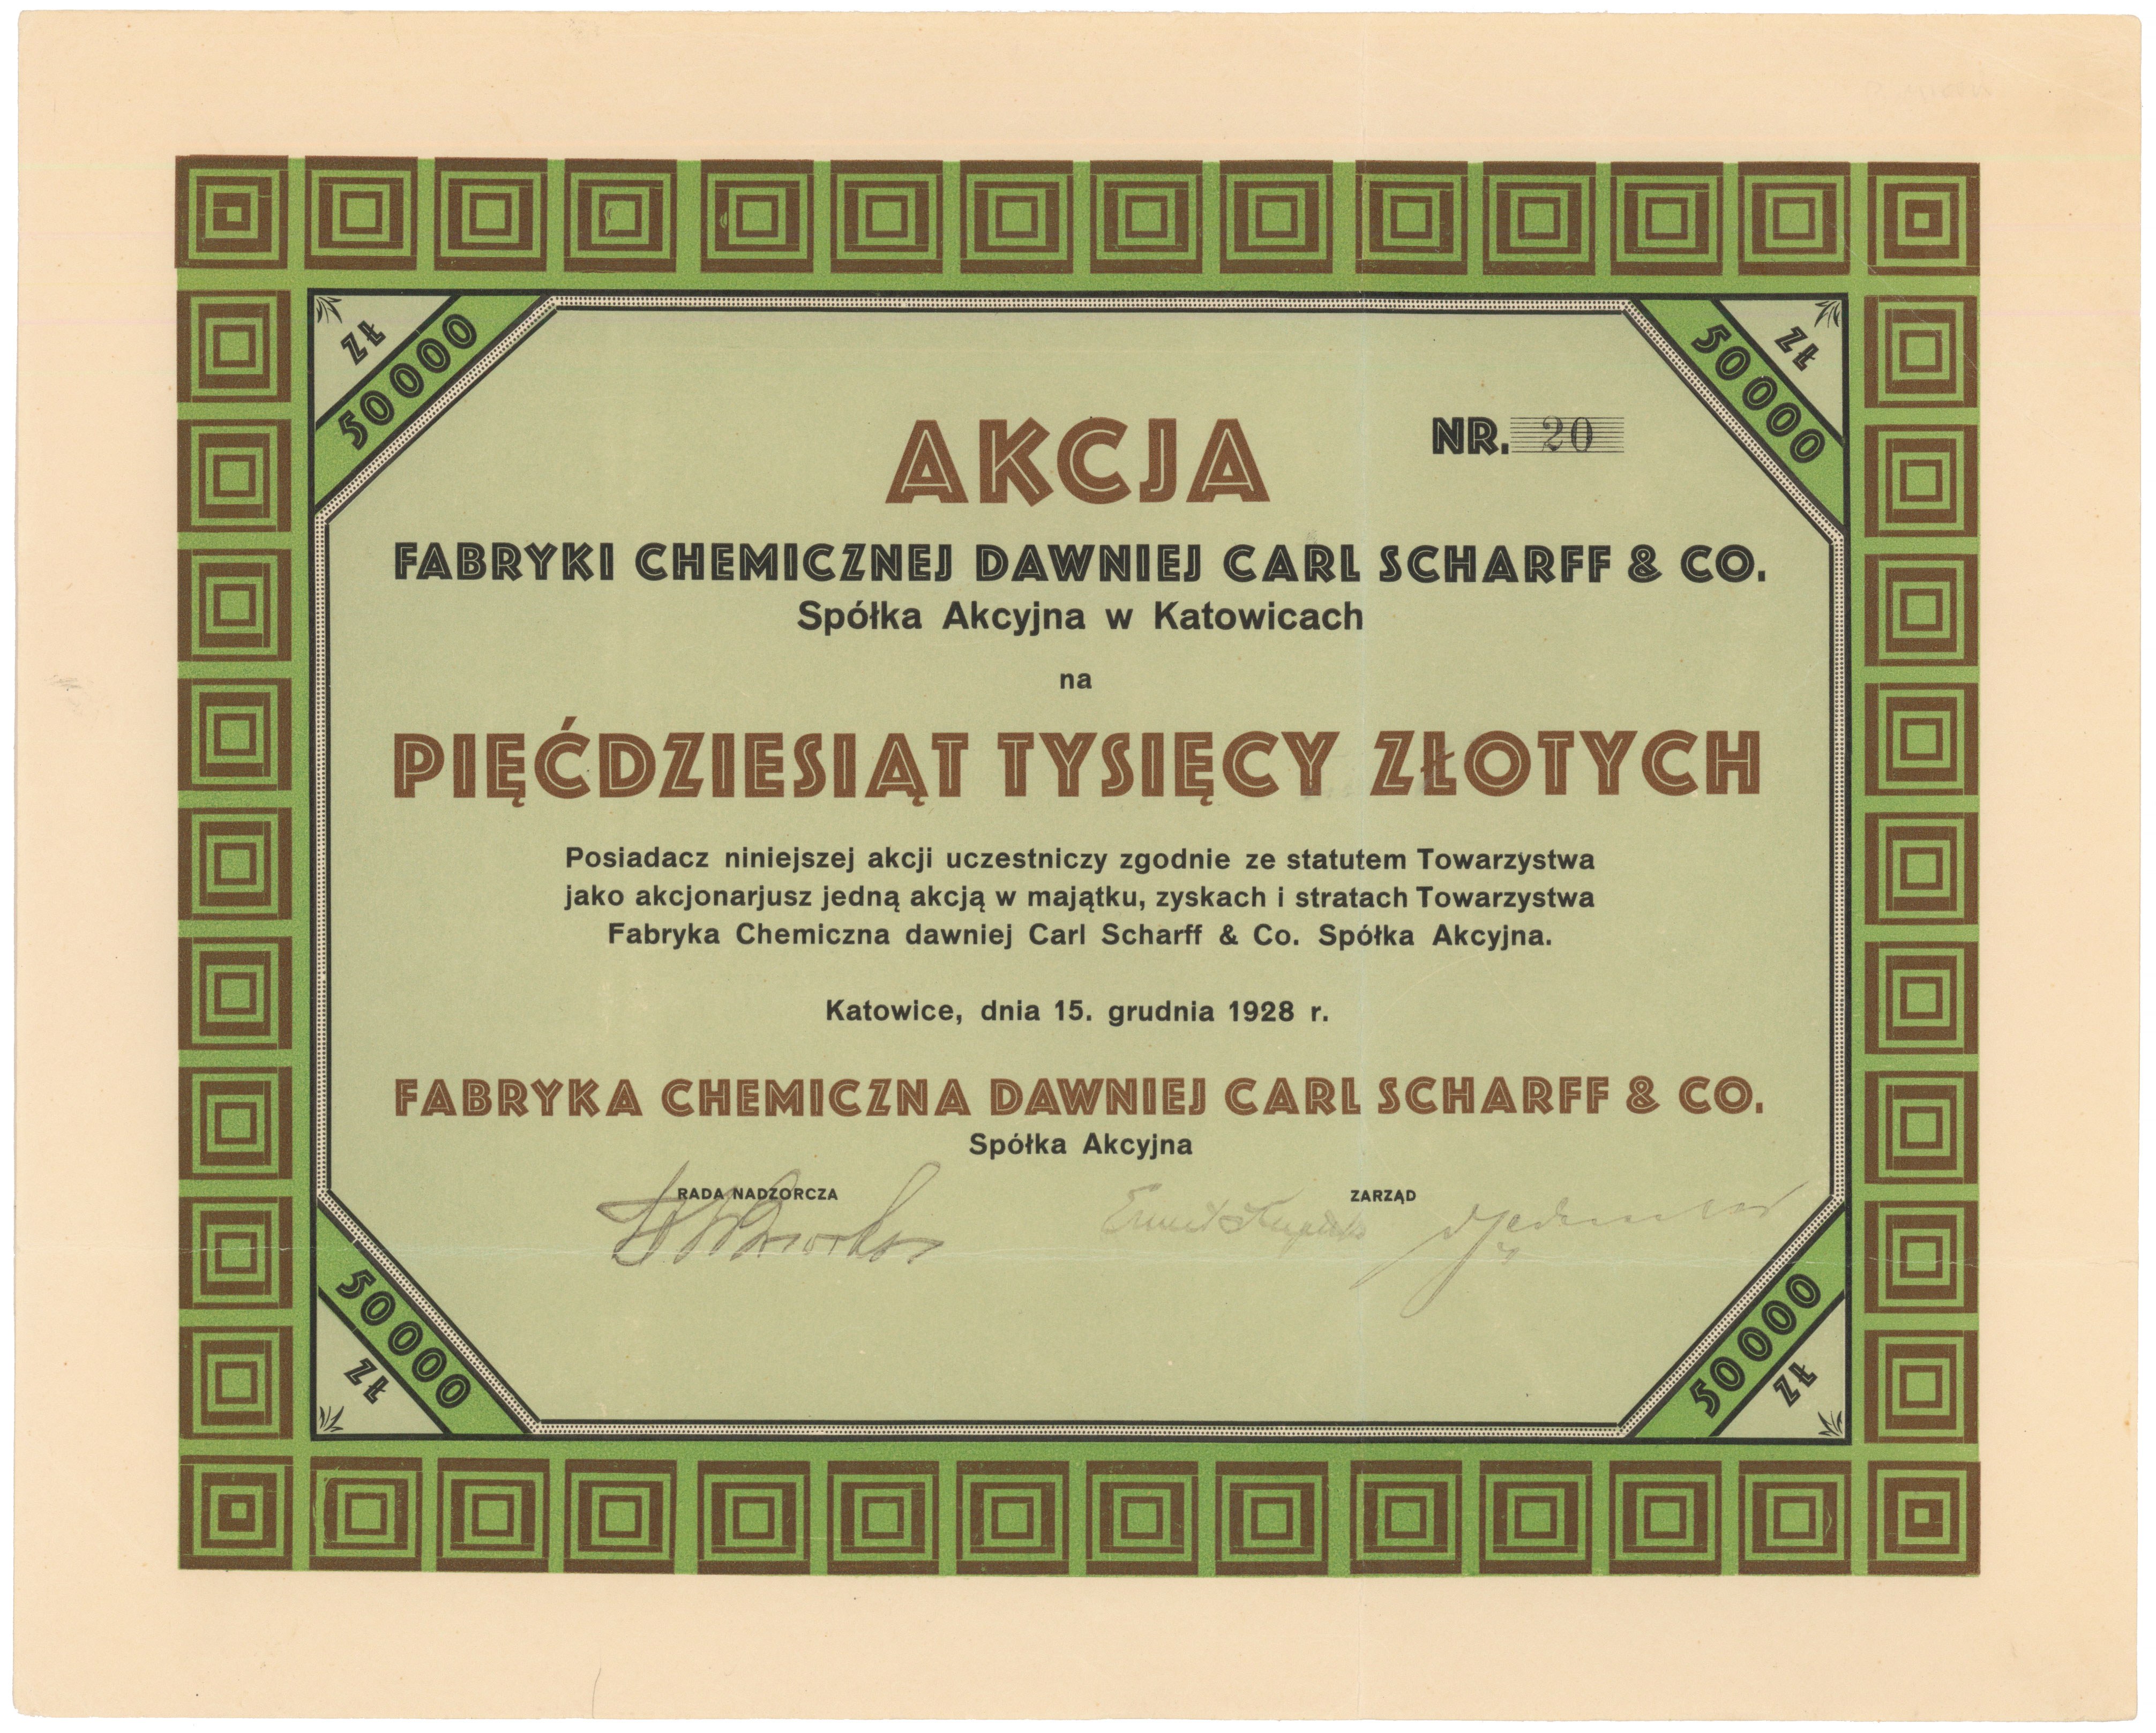 ZŁ
50000
ZŁ
50000
AKCJA
NR. 20
FABRYKI CHEMICZNEJ DAWNIEJ CARL SCHARFF & CO.
Spółka Akcyjna w Katowicach
na
PIĘĆDZIESIĄT TYSIĘCY ZŁOTYCH
Posiadacz niniejszej akcji uczestniczy zgodnie ze statutem Towarzystwa
jako akcjonarjusz jedną akcją w majątku, zyskach i stratach Towarzystwa
Fabryka Chemiczna dawniej Carl Scharff & Co. Spółka Akcyjna.
Katowice, dnia 15. grudnia 1928 r.
FABRYKA CHEMICZNA DAWNIEJ CARL SCHARFF & CO.
Spółka Akcyjna
RADA NADZORCZA
ZARZĄD
50000
ZŁ
50000
ZŁ